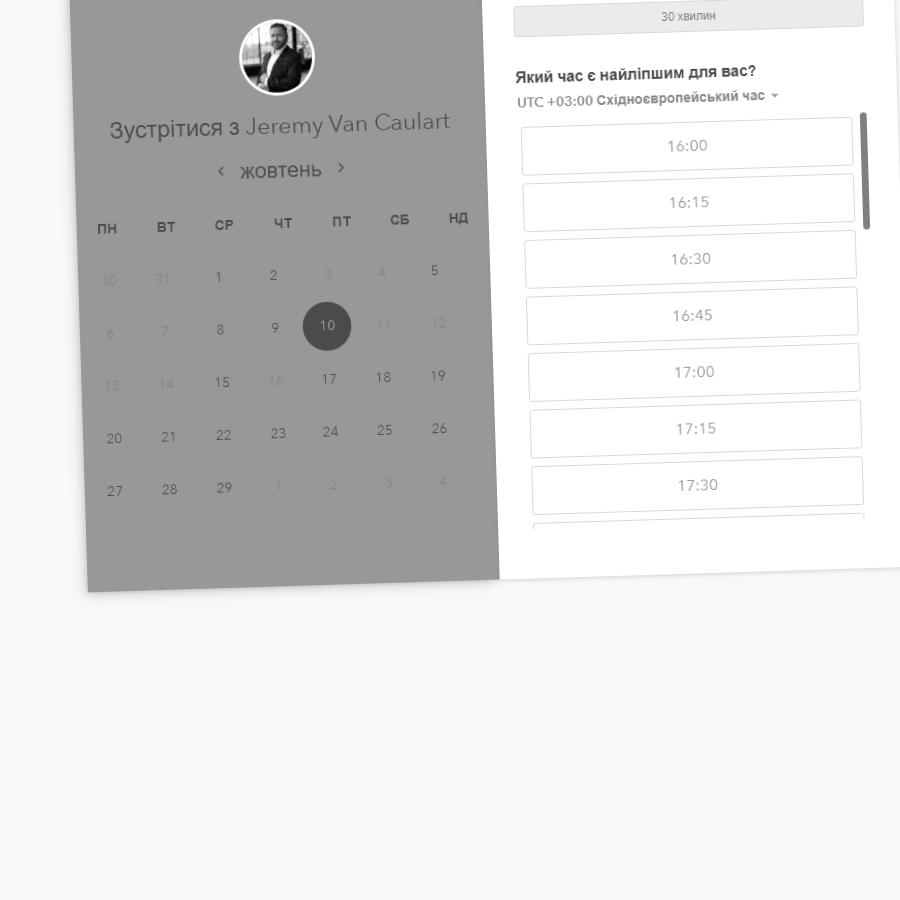 Зустрітися з Jeremy Van Caulart
‹ жовтень ›
ПН ВТ СР ЧТ ПТ СБ НД
30 31 1 2 3 4 5
6 7 8 9 10 11 12
13 14 15 16 17 18 19
20 21 22 23 24 25 26
27 28 29 1 2 3 4
30 хвилин
Який час є найліпшим для вас?
UTC +03:00 Східноєвропейський час
16:00
16:15
16:30
16:45
17:00
17:15
17:30